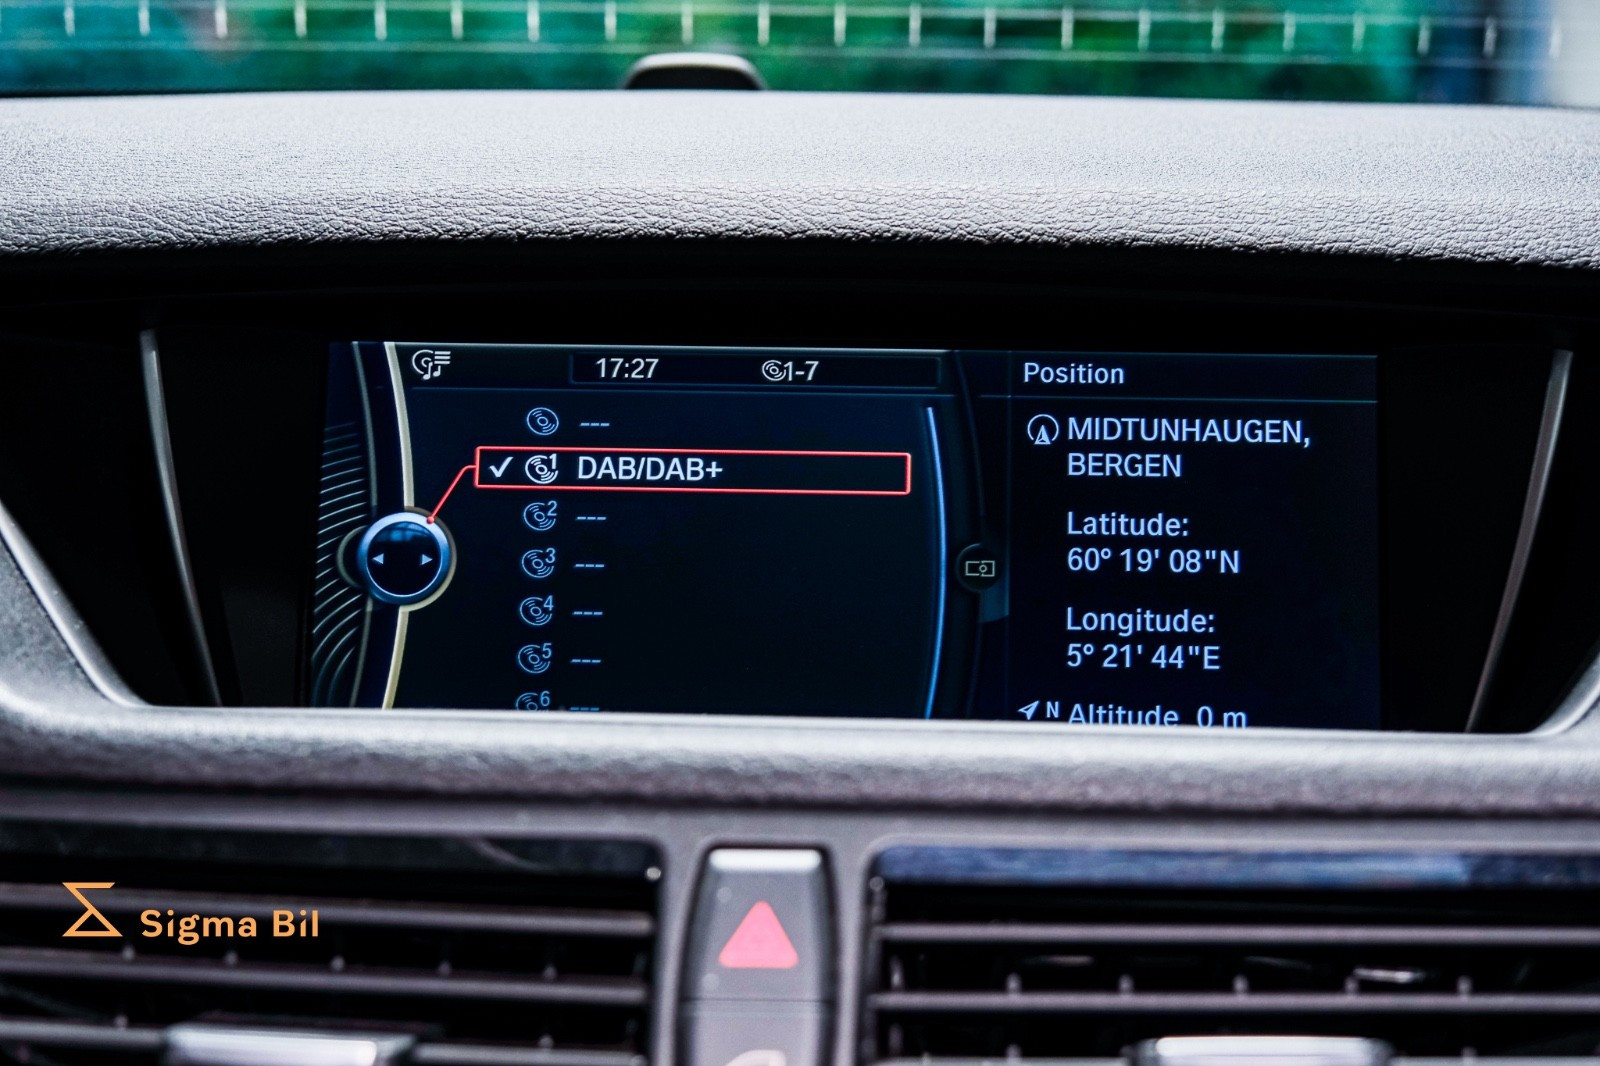 17:27
1-7
---
1 DAB/DAB+
2 ---
3 ---
4 ---
5 ---
6 ---
Position
MIDTUNHAUGEN,
BERGEN
Latitude:
60° 19' 08"N
Longitude:
5° 21' 44"E
N Altitude 0 m
Sigma Bil